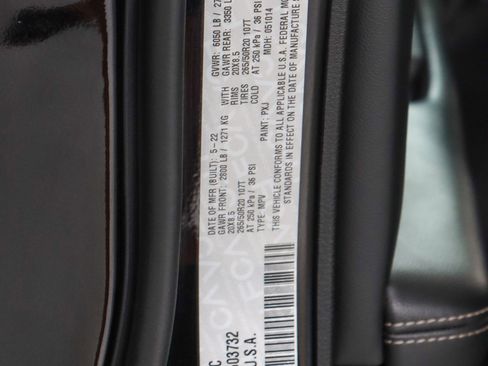 DATE OF MFR (BUILT): 5-22 GVWR: 6050 LB / 27
GAWR FRONT: 2800 LB / 1271 KG WITH GAWR REAR: 3350
20X8.5 RIMS 20X8.5
265/50R20 107T TIRES 265/50R20 107T
AT 250 kPa / 36 PSI COLD AT 250 kPa / 36 PSI
TYPE: MPV PAINT: PXJ MDH: 051014
THIS VEHICLE CONFORMS TO ALL APPLICABLE U.S.A. FEDERAL MO
STANDARDS IN EFFECT ON THE DATE OF MANUFACTURE
C
603732
U.S.A.